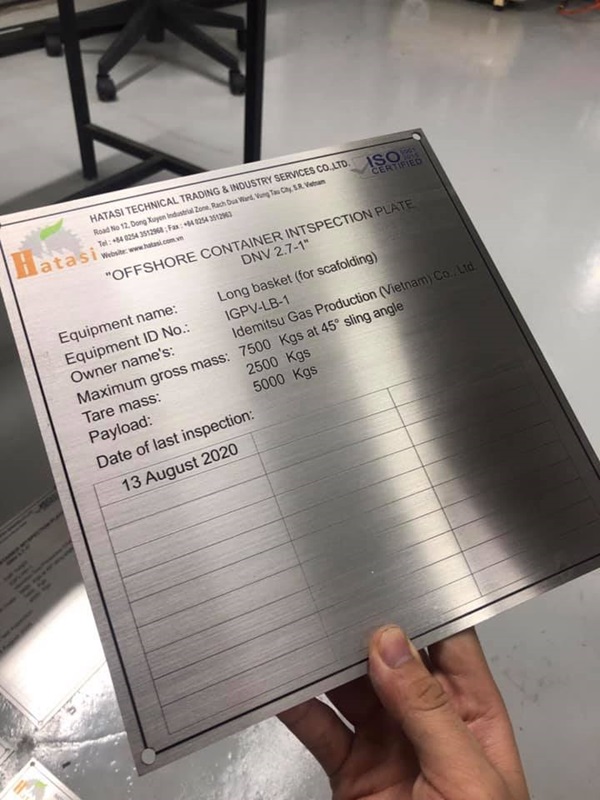 HATASI TECHNICAL TRADING & INDUSTRY SERVICES CO.,LTD.
Road No 12, Dong Xuyen Industrial Zone, Rach Dua Ward, Vung Tau City, S.R. Vietnam
Tel : +84 0254 3512968 ; Fax : +84 0254 3512963
Website: www.hatasi.com.vn
Hatasi
ISO
CERTIFIED
"OFFSHORE CONTAINER INTSPECTION PLATE
DNV 2.7-1"
Equipment name: Long basket (for scafolding)
Equipment ID No.: IGPV-LB-1
Owner name's: Idemitsu Gas Production (Vietnam) Co., Ltd.
Maximum gross mass: 7500 Kgs at 45° sling angle
Tare mass: 2500 Kgs
Payload: 5000 Kgs
Date of last inspection:
13 August 2020